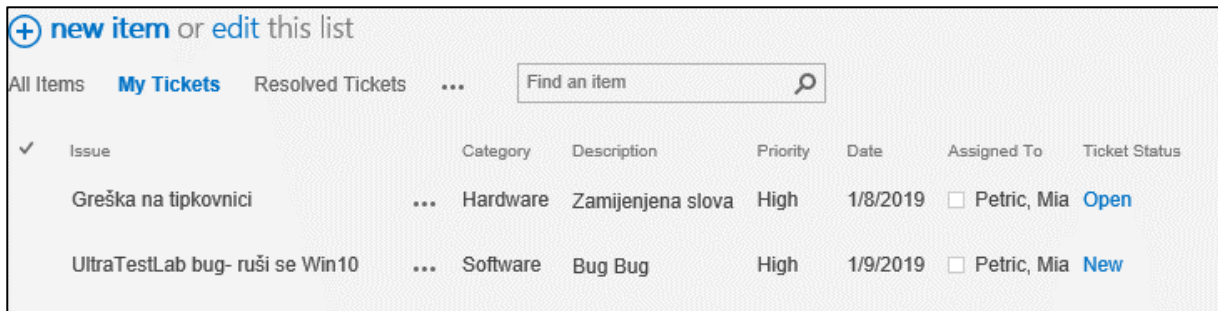 new item or edit this list
All Items My Tickets Resolved Tickets ... Find an item
Issue Category Description Priority Date Assigned To Ticket Status
Greška na tipkovnici ... Hardware Zamijenjena slova High 1/8/2019 Petric, Mia Open
UltraTestLab bug- ruši se Win10 ... Software Bug Bug High 1/9/2019 Petric, Mia New